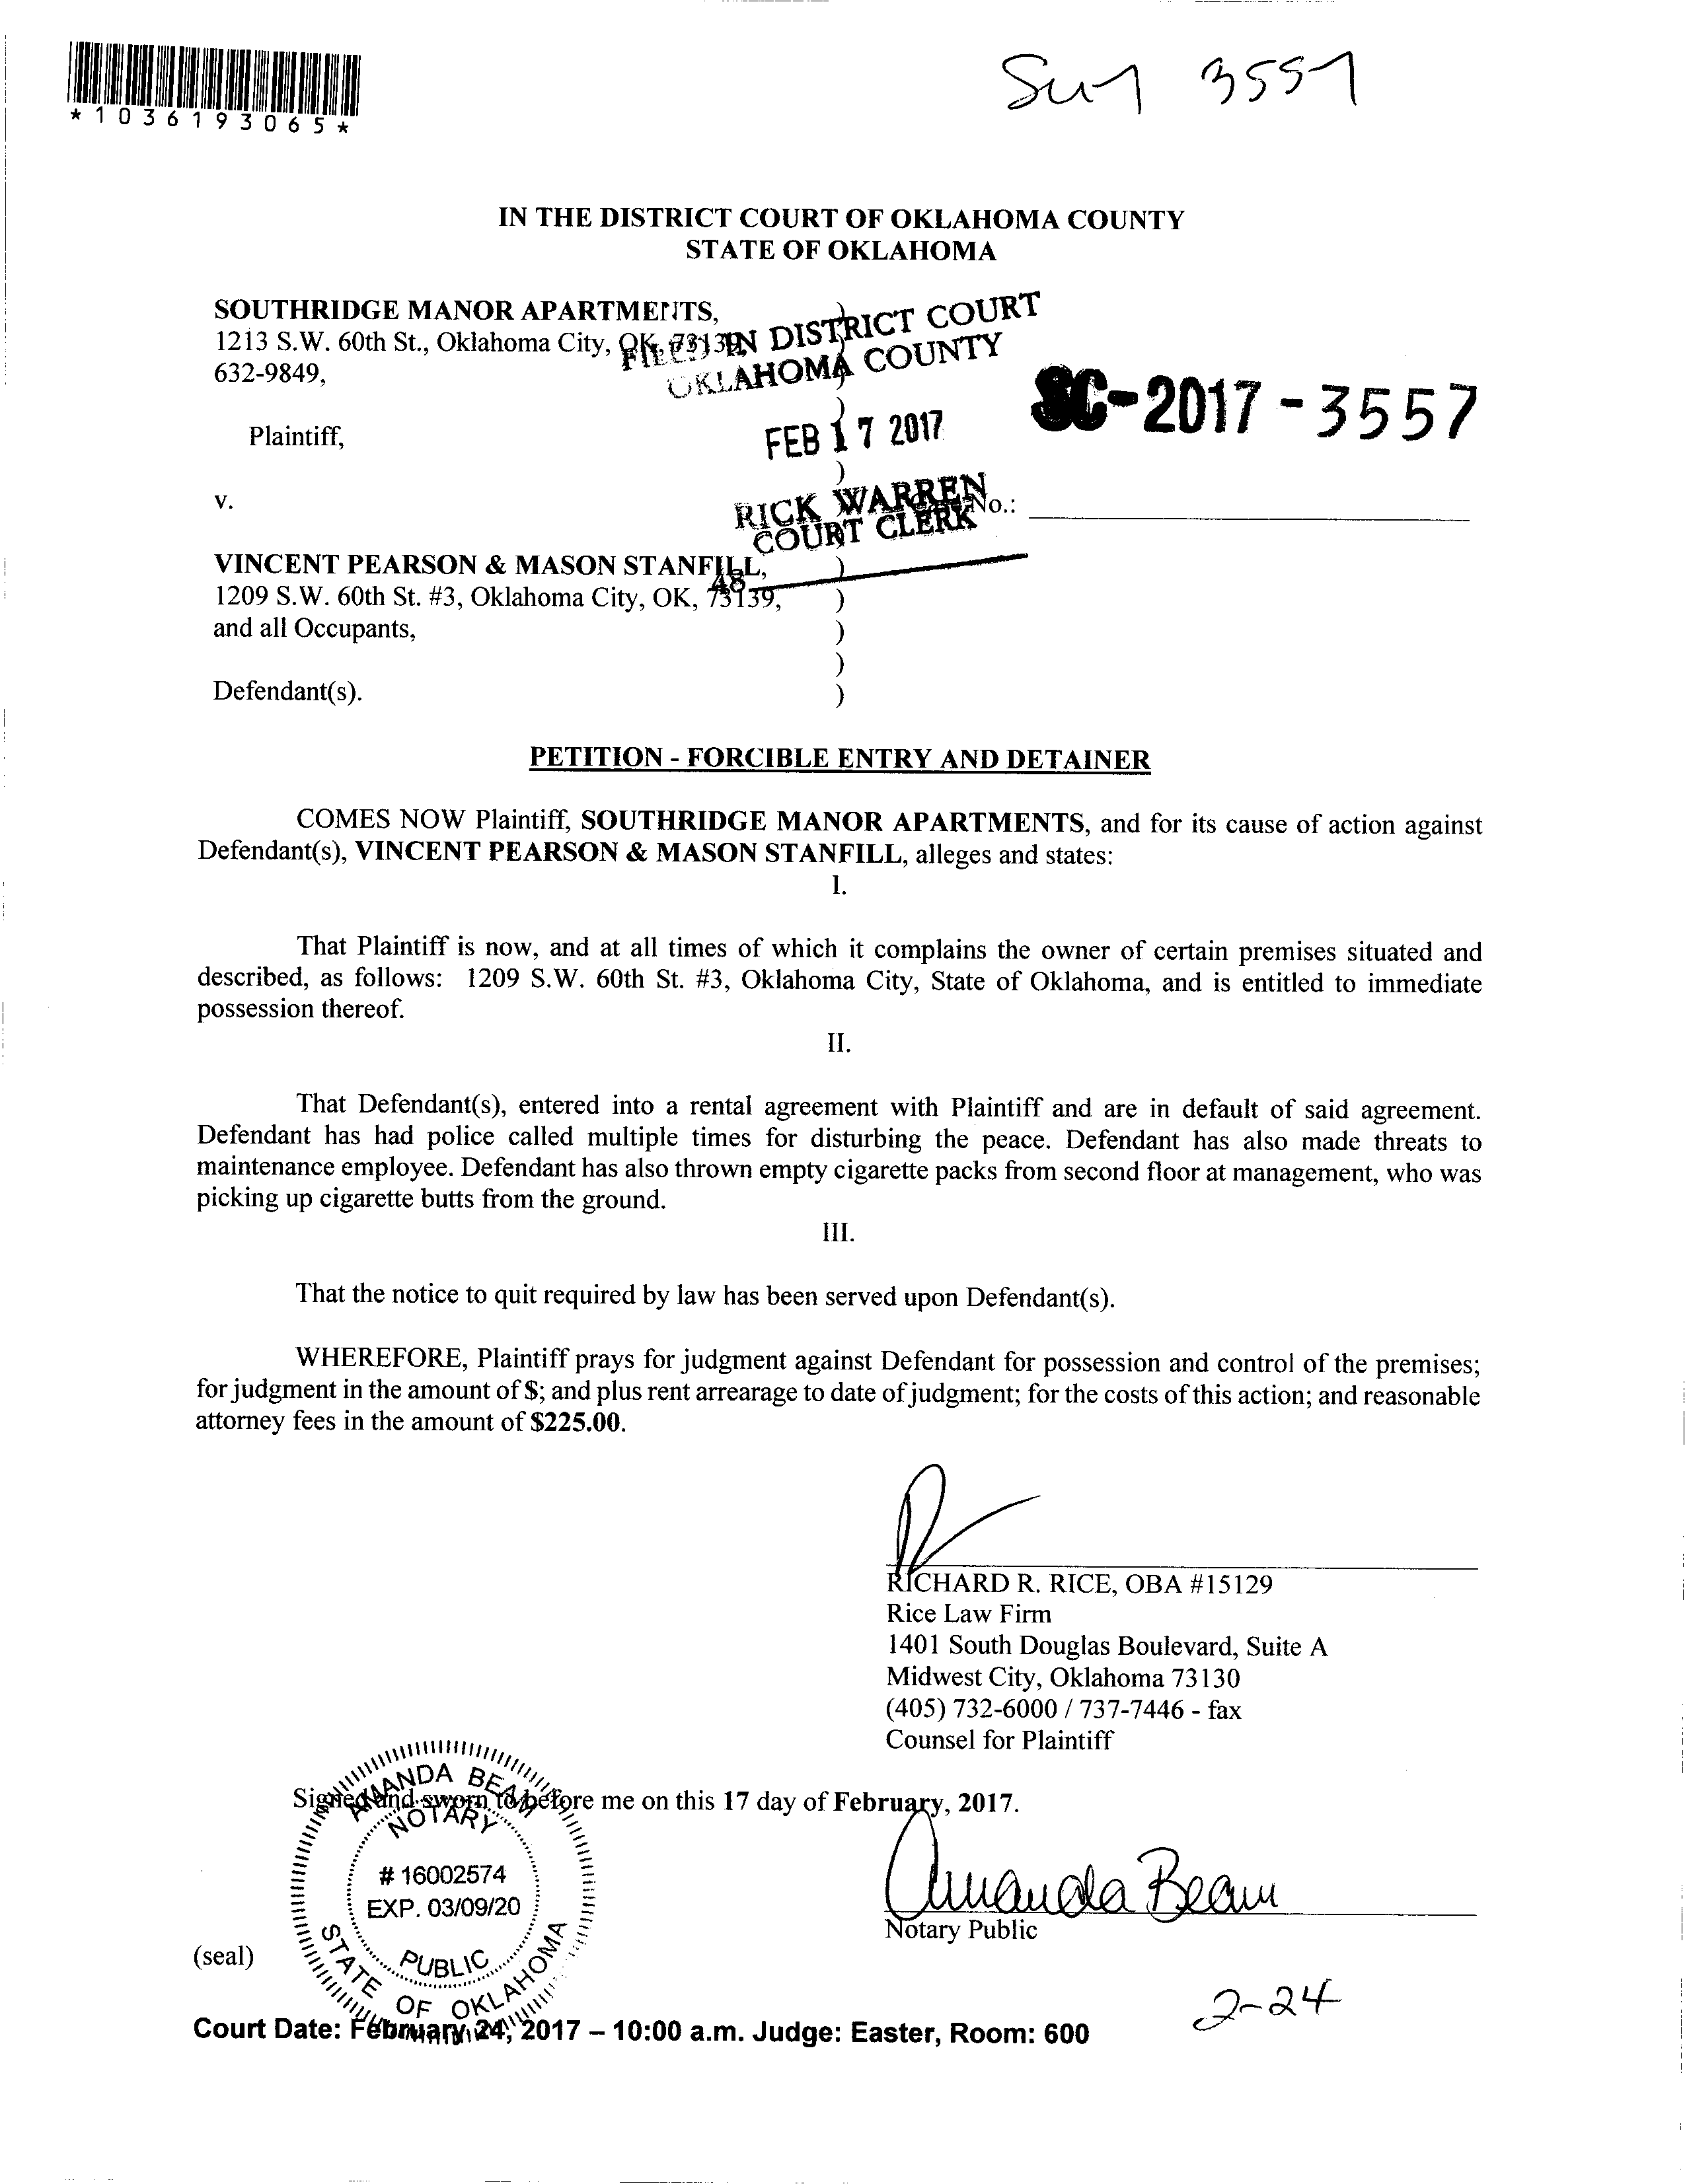 *1036193065*
IN THE DISTRICT COURT OF OKLAHOMA COUNTY
STATE OF OKLAHOMA
SOUTHRIDGE MANOR APARTMENTS,
1213 S.W. 60th St., Oklahoma City, OK, 73139,
632-9849,
Plaintiff,
v.
VINCENT PEARSON & MASON STANFILL,
1209 S.W. 60th St. #3, Oklahoma City, OK, 73139,
and all Occupants,
Defendant(s).
)
)
)
)
)
)
)
)
FILED IN DISTRICT COURT
OKLAHOMA COUNTY
FEB 17 2017
RICK WARREN
COURT CLERK
48
SC-2017-3557
Case No.:
PETITION - FORCIBLE ENTRY AND DETAINER
COMES NOW Plaintiff, SOUTHRIDGE MANOR APARTMENTS, and for its cause of action against
Defendant(s), VINCENT PEARSON & MASON STANFILL, alleges and states:
I.
That Plaintiff is now, and at all times of which it complains the owner of certain premises situated and
described, as follows: 1209 S.W. 60th St. #3, Oklahoma City, State of Oklahoma, and is entitled to immediate
possession thereof.
II.
That Defendant(s), entered into a rental agreement with Plaintiff and are in default of said agreement.
Defendant has had police called multiple times for disturbing the peace. Defendant has also made threats to
maintenance employee. Defendant has also thrown empty cigarette packs from second floor at management, who was
picking up cigarette butts from the ground.
III.
That the notice to quit required by law has been served upon Defendant(s).
WHEREFORE, Plaintiff prays for judgment against Defendant for possession and control of the premises;
for judgment in the amount of $; and plus rent arrearage to date of judgment; for the costs of this action; and reasonable
attorney fees in the amount of $225.00.
RICHARD R. RICE, OBA #15129
Rice Law Firm
1401 South Douglas Boulevard, Suite A
Midwest City, Oklahoma 73130
(405) 732-6000 / 737-7446 - fax
Counsel for Plaintiff
Signed and sworn to before me on this 17 day of February, 2017.
AMANDA BEAM
NOTARY
# 16002574
EXP. 03/09/20
PUBLIC
STATE OF OKLAHOMA
Amanda Beam
Notary Public
(seal)
2-24
Court Date: February 24, 2017 – 10:00 a.m. Judge: Easter, Room: 600